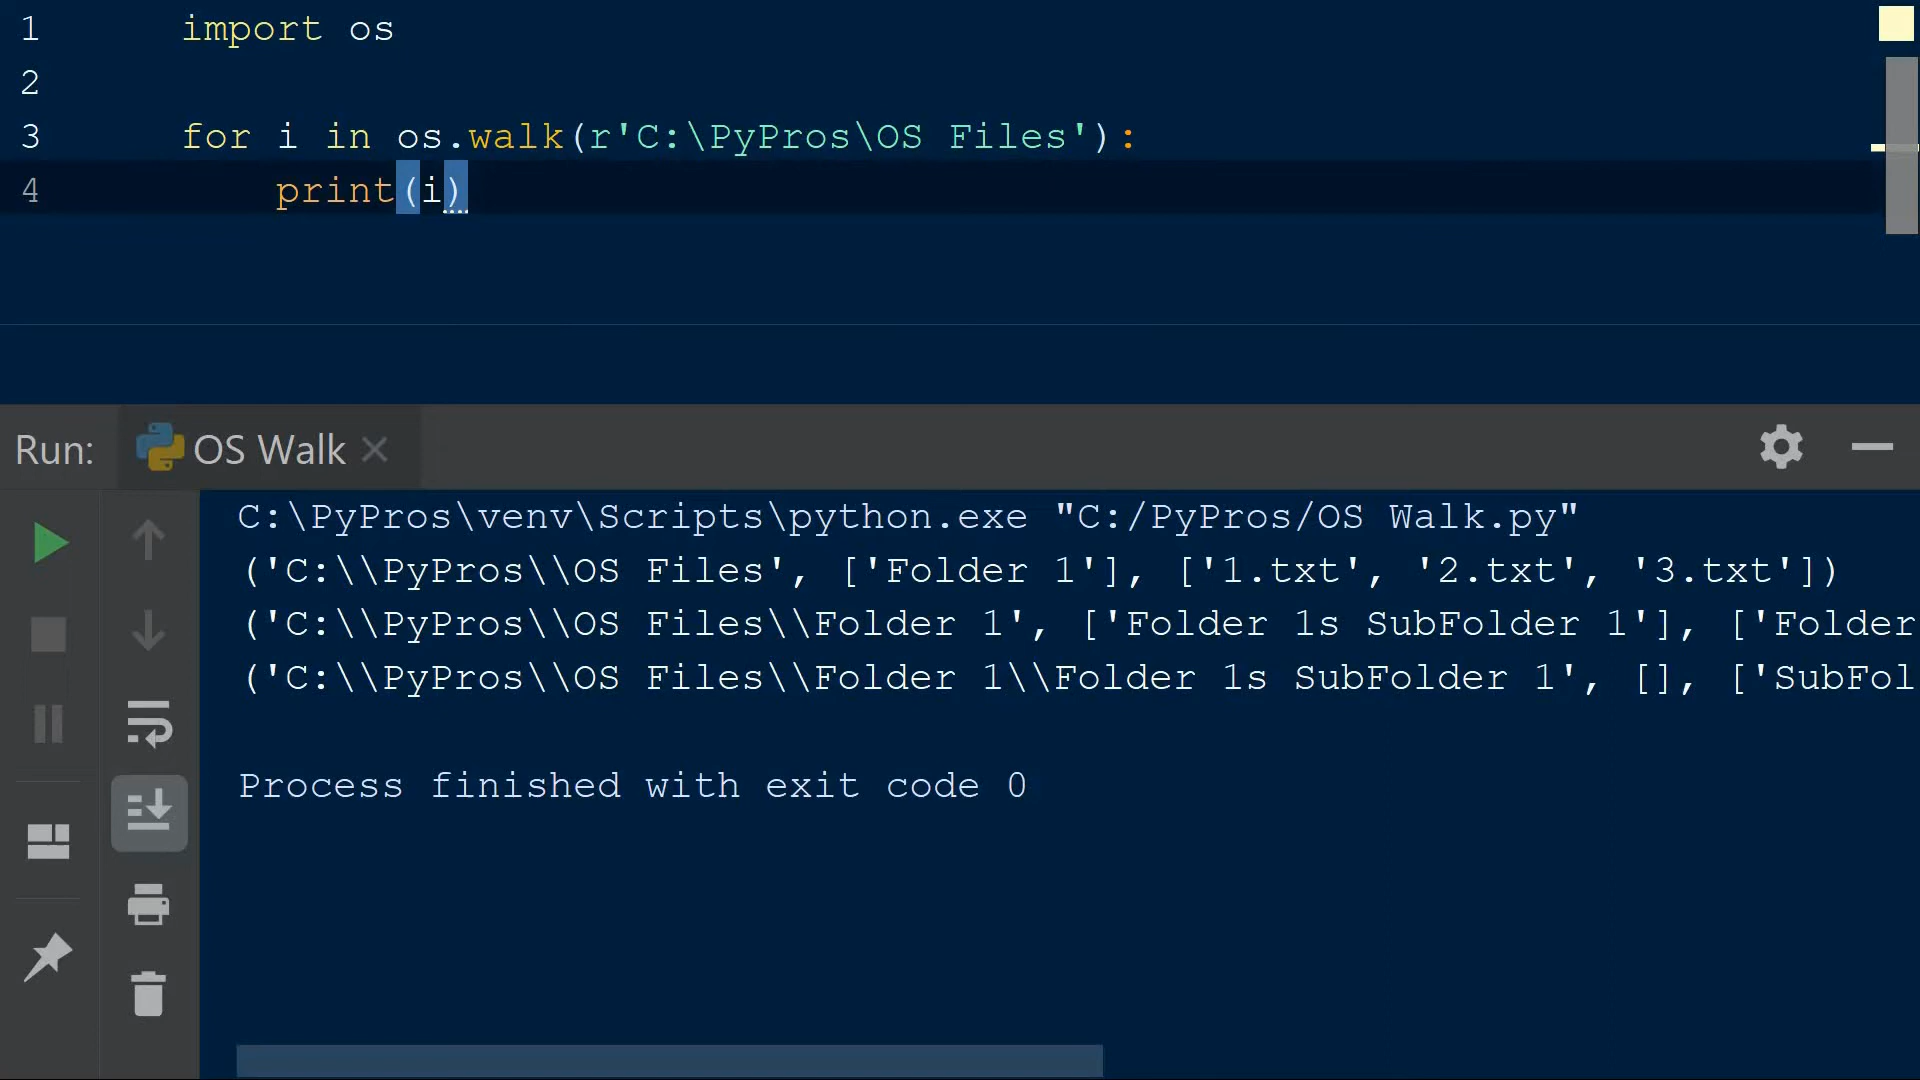 1 import os
2
3 for i in os.walk(r'C:\PyPros\OS Files'):
4 print(i)
Run: OS Walk
C:\PyPros\venv\Scripts\python.exe "C:/PyPros/OS Walk.py"
('C:\\PyPros\\OS Files', ['Folder 1'], ['1.txt', '2.txt', '3.txt'])
('C:\\PyPros\\OS Files\\Folder 1', ['Folder 1s SubFolder 1'], ['Folder
('C:\\PyPros\\OS Files\\Folder 1\\Folder 1s SubFolder 1', [], ['SubFol
Process finished with exit code 0